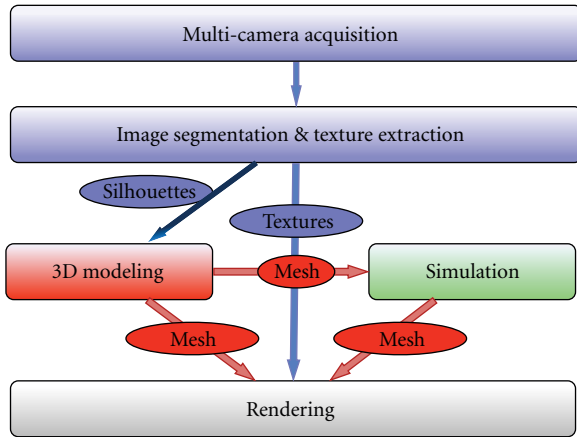 Multi-camera acquisition
Image segmentation & texture extraction
Silhouettes
Textures
3D modeling
Mesh
Simulation
Mesh
Mesh
Rendering